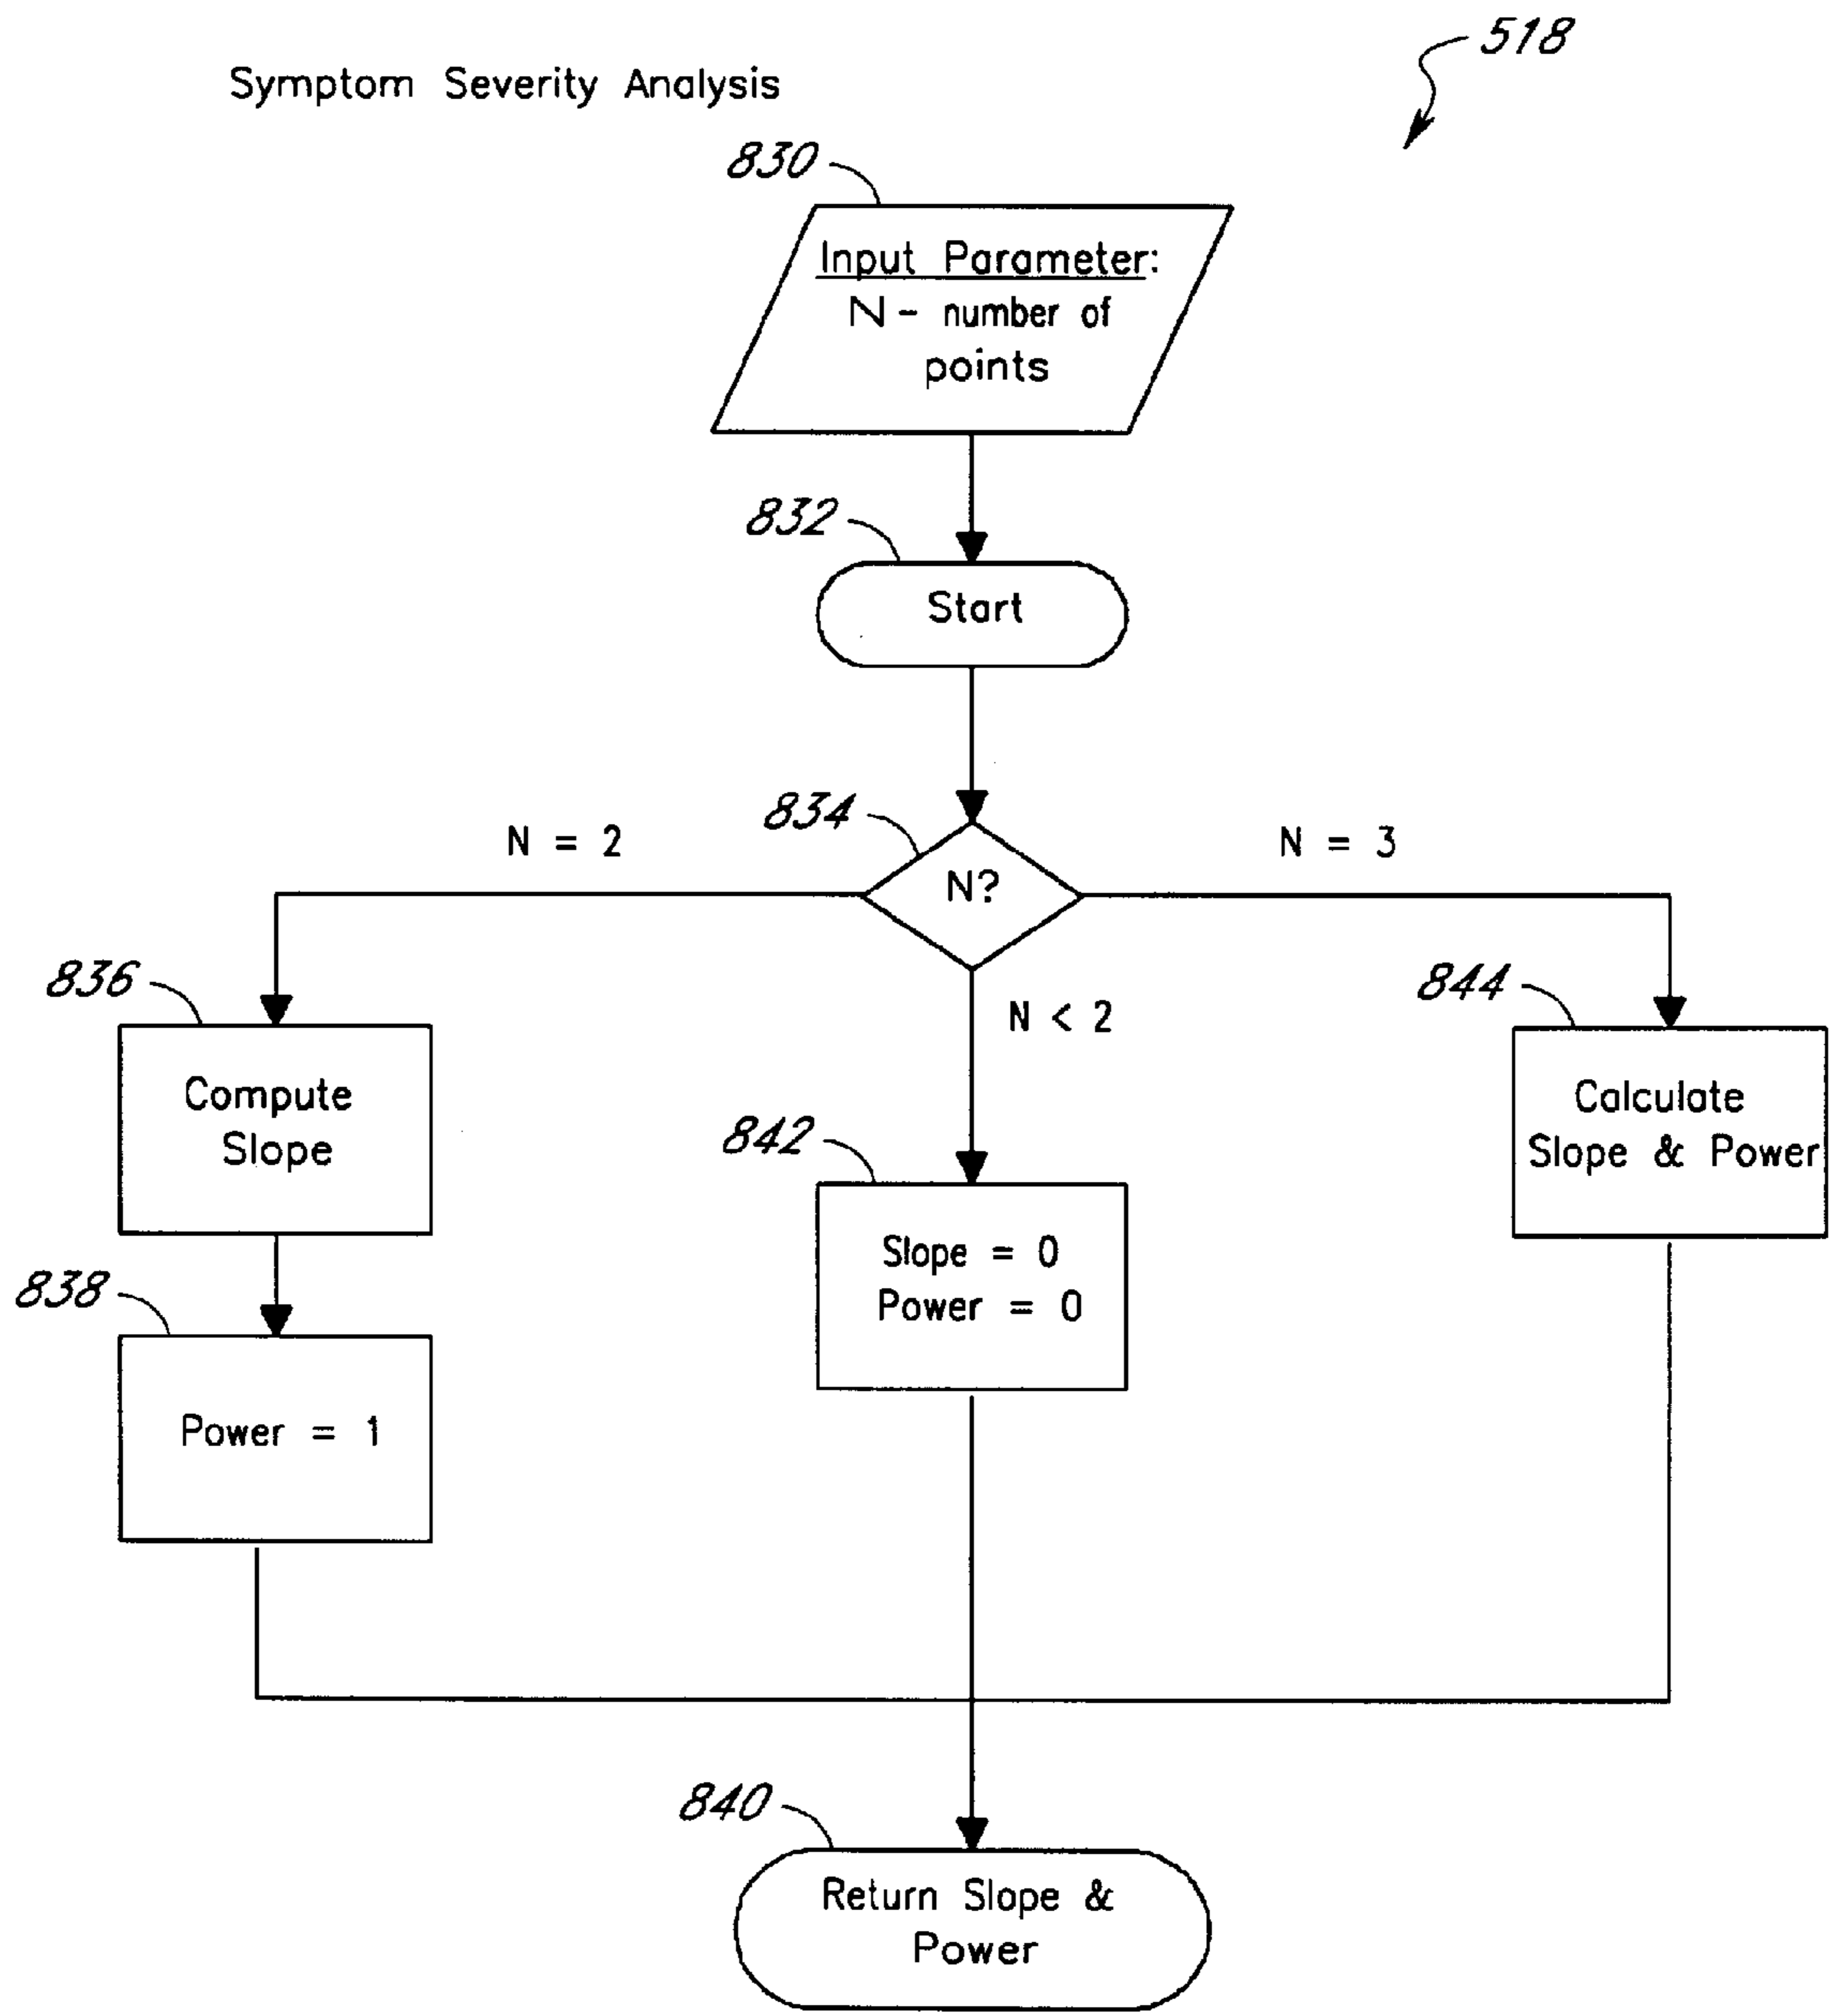 518
Symptom Severity Analysis
830
Input Parameter:
N - number of
points
832
Start
834
N = 2
N?
N = 3
836
N < 2
844
Compute
Slope
842
Calculate
Slope & Power
Slope = 0
Power = 0
838
Power = 1
840
Return Slope &
Power